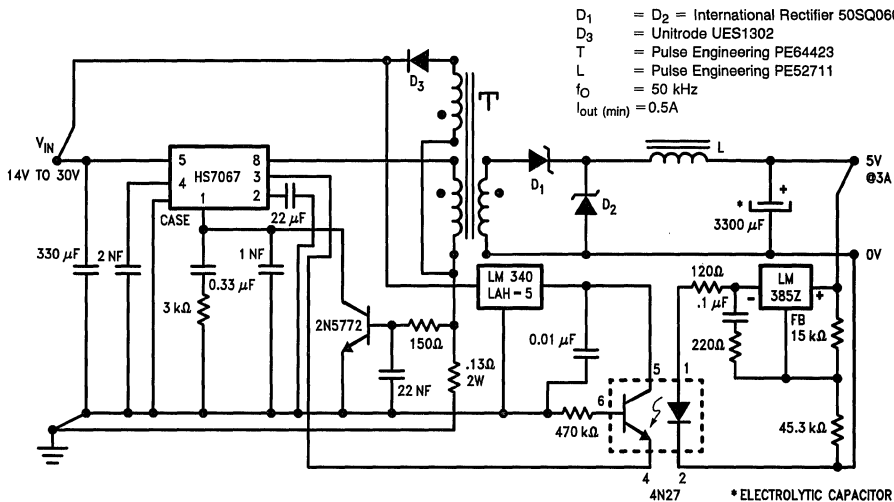 D1 = D2 = International Rectifier 50SQ060
D3 = Unitrode UES1302
T = Pulse Engineering PE64423
L = Pulse Engineering PE52711
fO = 50 kHz
Iout (min) = 0.5A
D3
T
VIN
14V TO 30V
5
4
1
HS7067
8
3
2
CASE
22 µF
D1
D2
L
5V
@3A
*
+
3300 µF
0V
330 µF
2 NF
0.33 µF
3 kΩ
1 NF
2N5772
150Ω
22 NF
.13Ω
2W
LM 340
LAH-5
0.01 µF
120Ω
.1 µF
220Ω
-
LM
385Z
+
FB
15 kΩ
45.3 kΩ
470 kΩ
6
5
1
4
2
4N27
* ELECTROLYTIC CAPACITOR